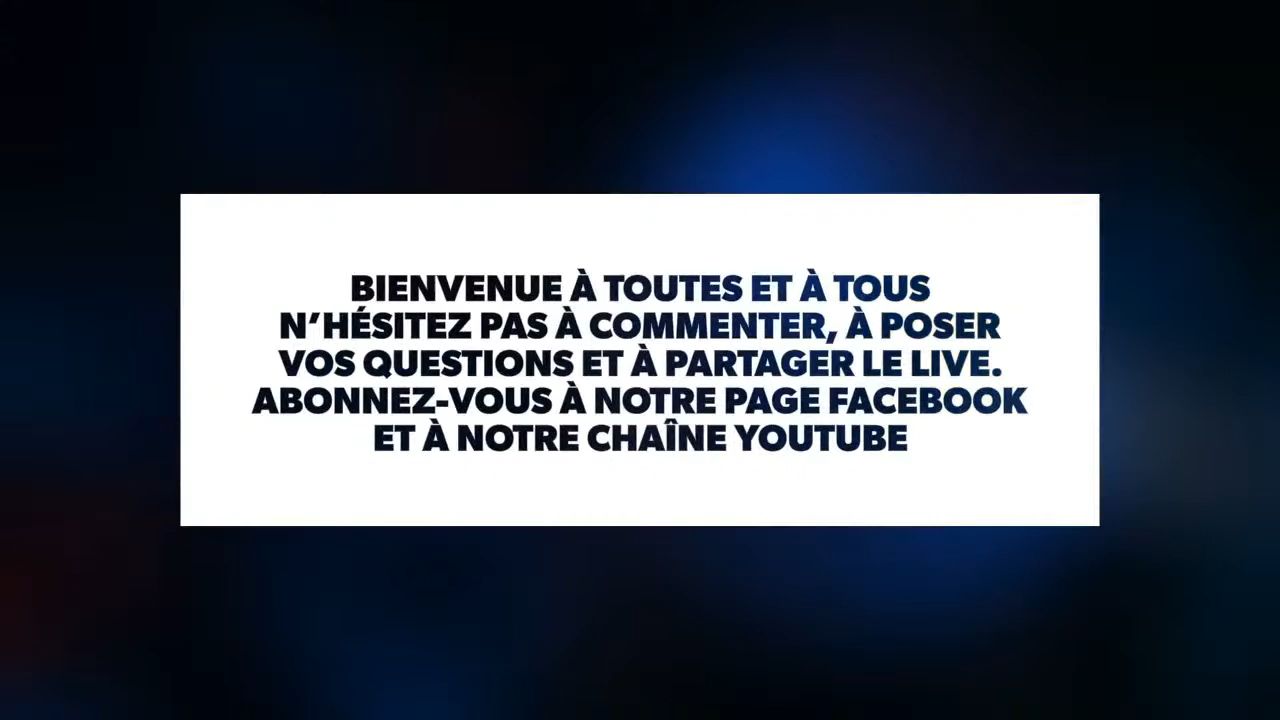 BIENVENUE À TOUTES ET À TOUS
N’HÉSITEZ PAS À COMMENTER, À POSER
VOS QUESTIONS ET À PARTAGER LE LIVE.
ABONNEZ-VOUS À NOTRE PAGE FACEBOOK
ET À NOTRE CHAÎNE YOUTUBE